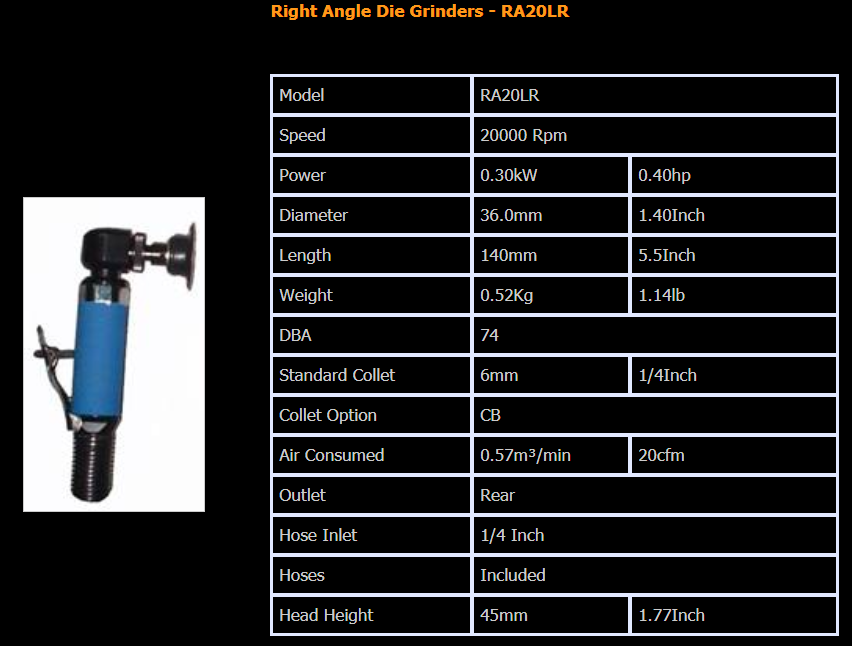 Right Angle Die Grinders - RA20LR
Model RA20LR
Speed 20000 Rpm
Power 0.30kW 0.40hp
Diameter 36.0mm 1.40Inch
Length 140mm 5.5Inch
Weight 0.52Kg 1.14lb
DBA 74
Standard Collet 6mm 1/4Inch
Collet Option CB
Air Consumed 0.57m³/min 20cfm
Outlet Rear
Hose Inlet 1/4 Inch
Hoses Included
Head Height 45mm 1.77Inch